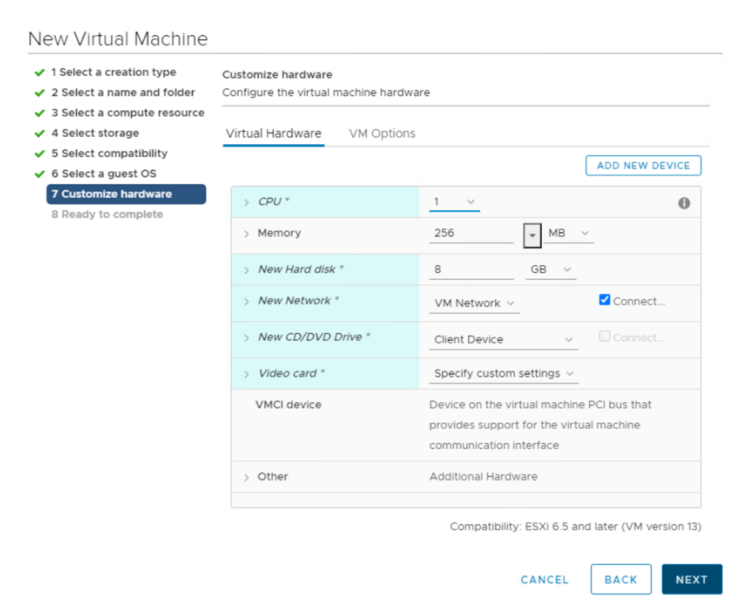 New Virtual Machine
1 Select a creation type
2 Select a name and folder
3 Select a compute resource
4 Select storage
5 Select compatibility
6 Select a guest OS
7 Customize hardware
8 Ready to complete
Customize hardware
Configure the virtual machine hardware
Virtual Hardware VM Options
ADD NEW DEVICE
CPU * 1
Memory 256 MB
New Hard disk * 8 GB
New Network * VM Network Connect...
New CD/DVD Drive * Client Device Connect...
Video card * Specify custom settings
VMCI device Device on the virtual machine PCI bus that
provides support for the virtual machine
communication interface
Other Additional Hardware
Compatibility: ESXi 6.5 and later (VM version 13)
CANCEL BACK NEXT